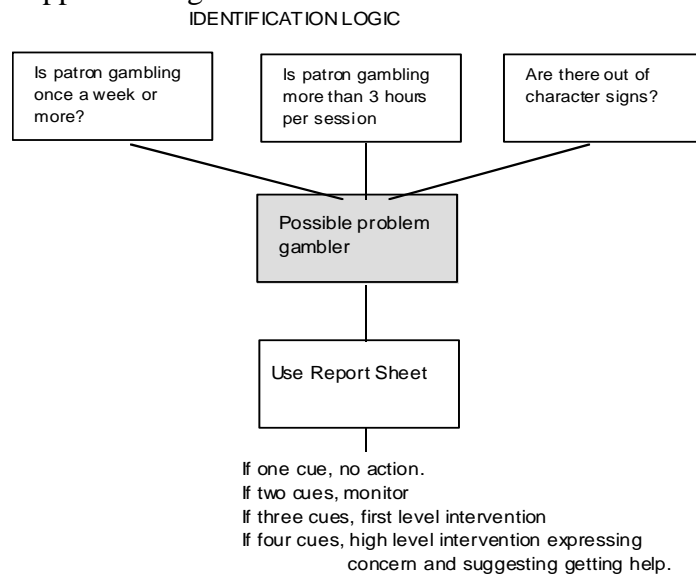 IDENTIFICATION LOGIC
Is patron gambling
once a week or
more?
Is patron gambling
more than 3 hours
per session
Are there out of
character signs?
Possible problem
gambler
Use Report Sheet
If one cue, no action.
If two cues, monitor
If three cues, first level intervention
If four cues, high level intervention expressing
concern and suggesting getting help.